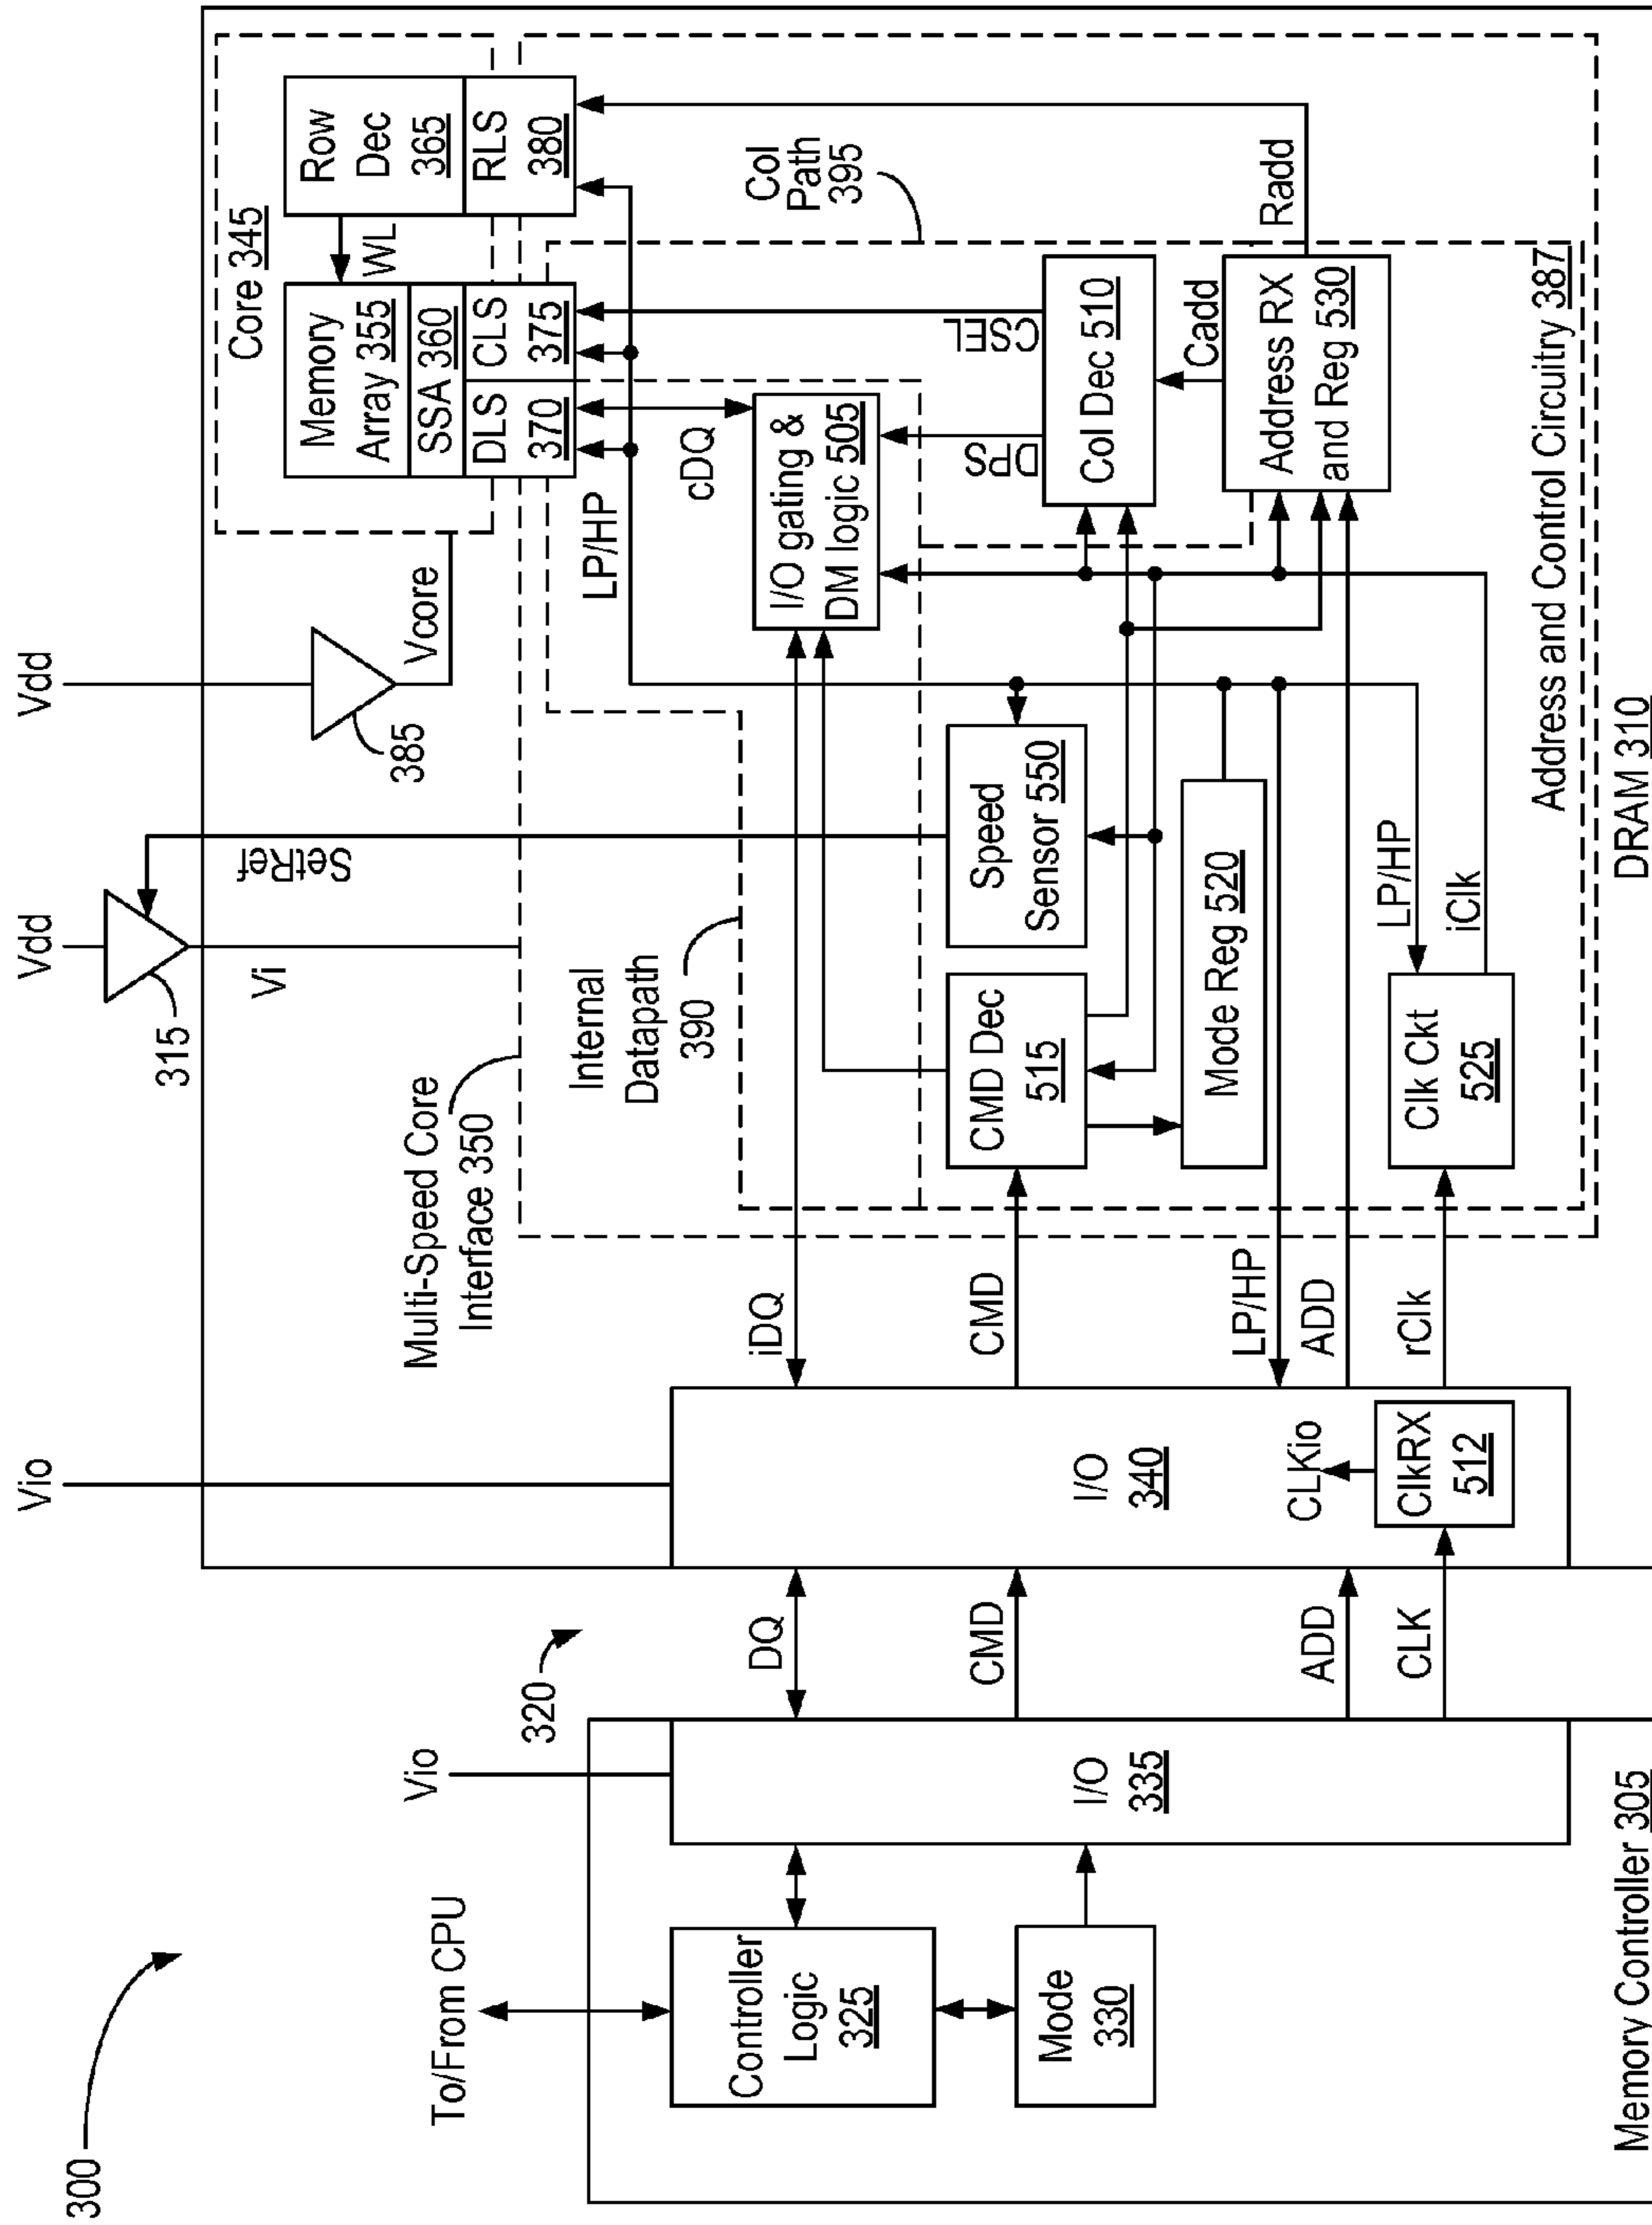 300
To/From CPU
Controller
Logic
325
Mode
330
Vio
I/O
335
Memory Controller 305
320
DQ
CMD
ADD
CLK
Vio
I/O
340
CLKio
ClkRX
512
iDQ
CMD
LP/HP
ADD
rClk
Multi-Speed Core
Interface 350
Internal
Datapath
390
Vdd
315
Vi
SetRef
Vdd
385
Vcore
Core 345
Memory
Array 355
SSA 360
DLS
370
CLS
375
WL
Row
Dec
365
RLS
380
LP/HP
cDQ
I/O gating &
DM logic 505
DPS
CSEL
Col
Path
395
Col Dec 510
Cadd
Radd
Address RX
and Reg 530
CMD Dec
515
Speed
Sensor 550
Mode Reg 520
Clk Ckt
525
LP/HP
iClk
Address and Control Circuitry 387
DRAM 310